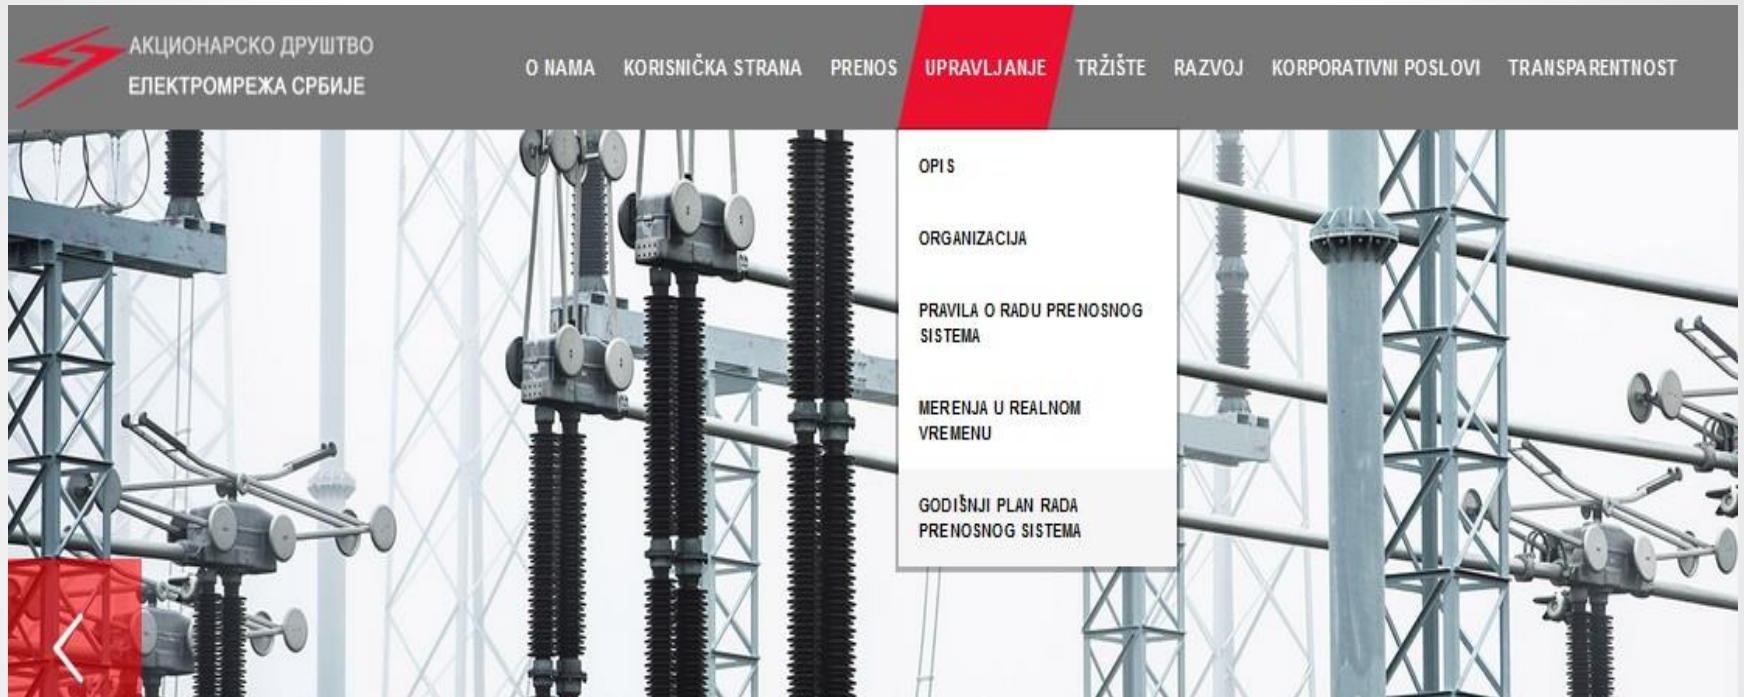 АКЦИОНАРСКО ДРУШТВО
ЕЛЕКТРОМРЕЖА СРБИЈЕ
O NAMA KORISNIČKA STRANA PRENOS UPRAVLJANJE TRŽIŠTE RAZVOJ KORPORATIVNI POSLOVI TRANSPARENTNOST
OPIS
ORGANIZACIJA
PRAVILA O RADU PRENOSNOG
SISTEMA
MERENJA U REALNOM
VREMENU
GODIŠNJI PLAN RADA
PRENOSNOG SISTEMA